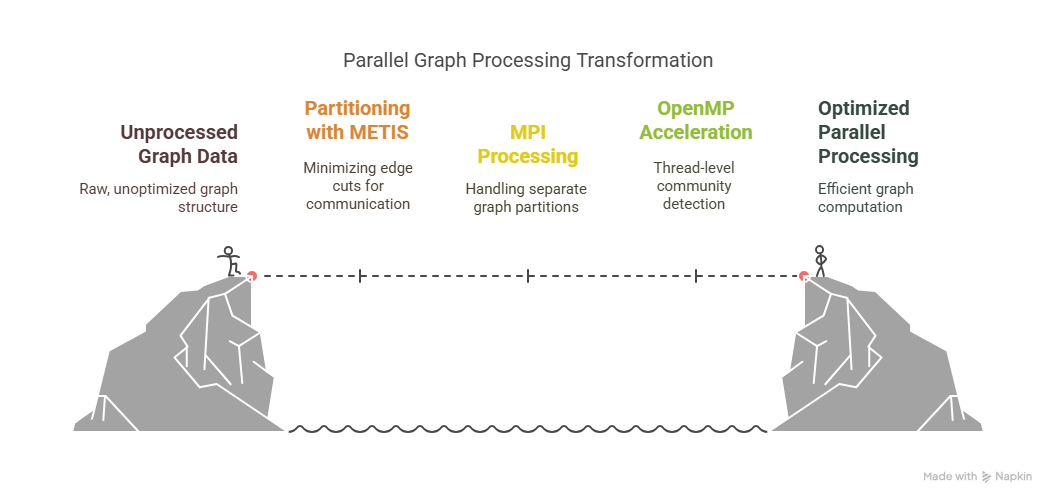 Parallel Graph Processing Transformation
Unprocessed
Graph Data
Raw, unoptimized graph
structure
Partitioning
with METIS
Minimizing edge
cuts for
communication
MPI
Processing
Handling separate
graph partitions
OpenMP
Acceleration
Thread-level
community
detection
Optimized
Parallel
Processing
Efficient graph
computation
Made with Napkin